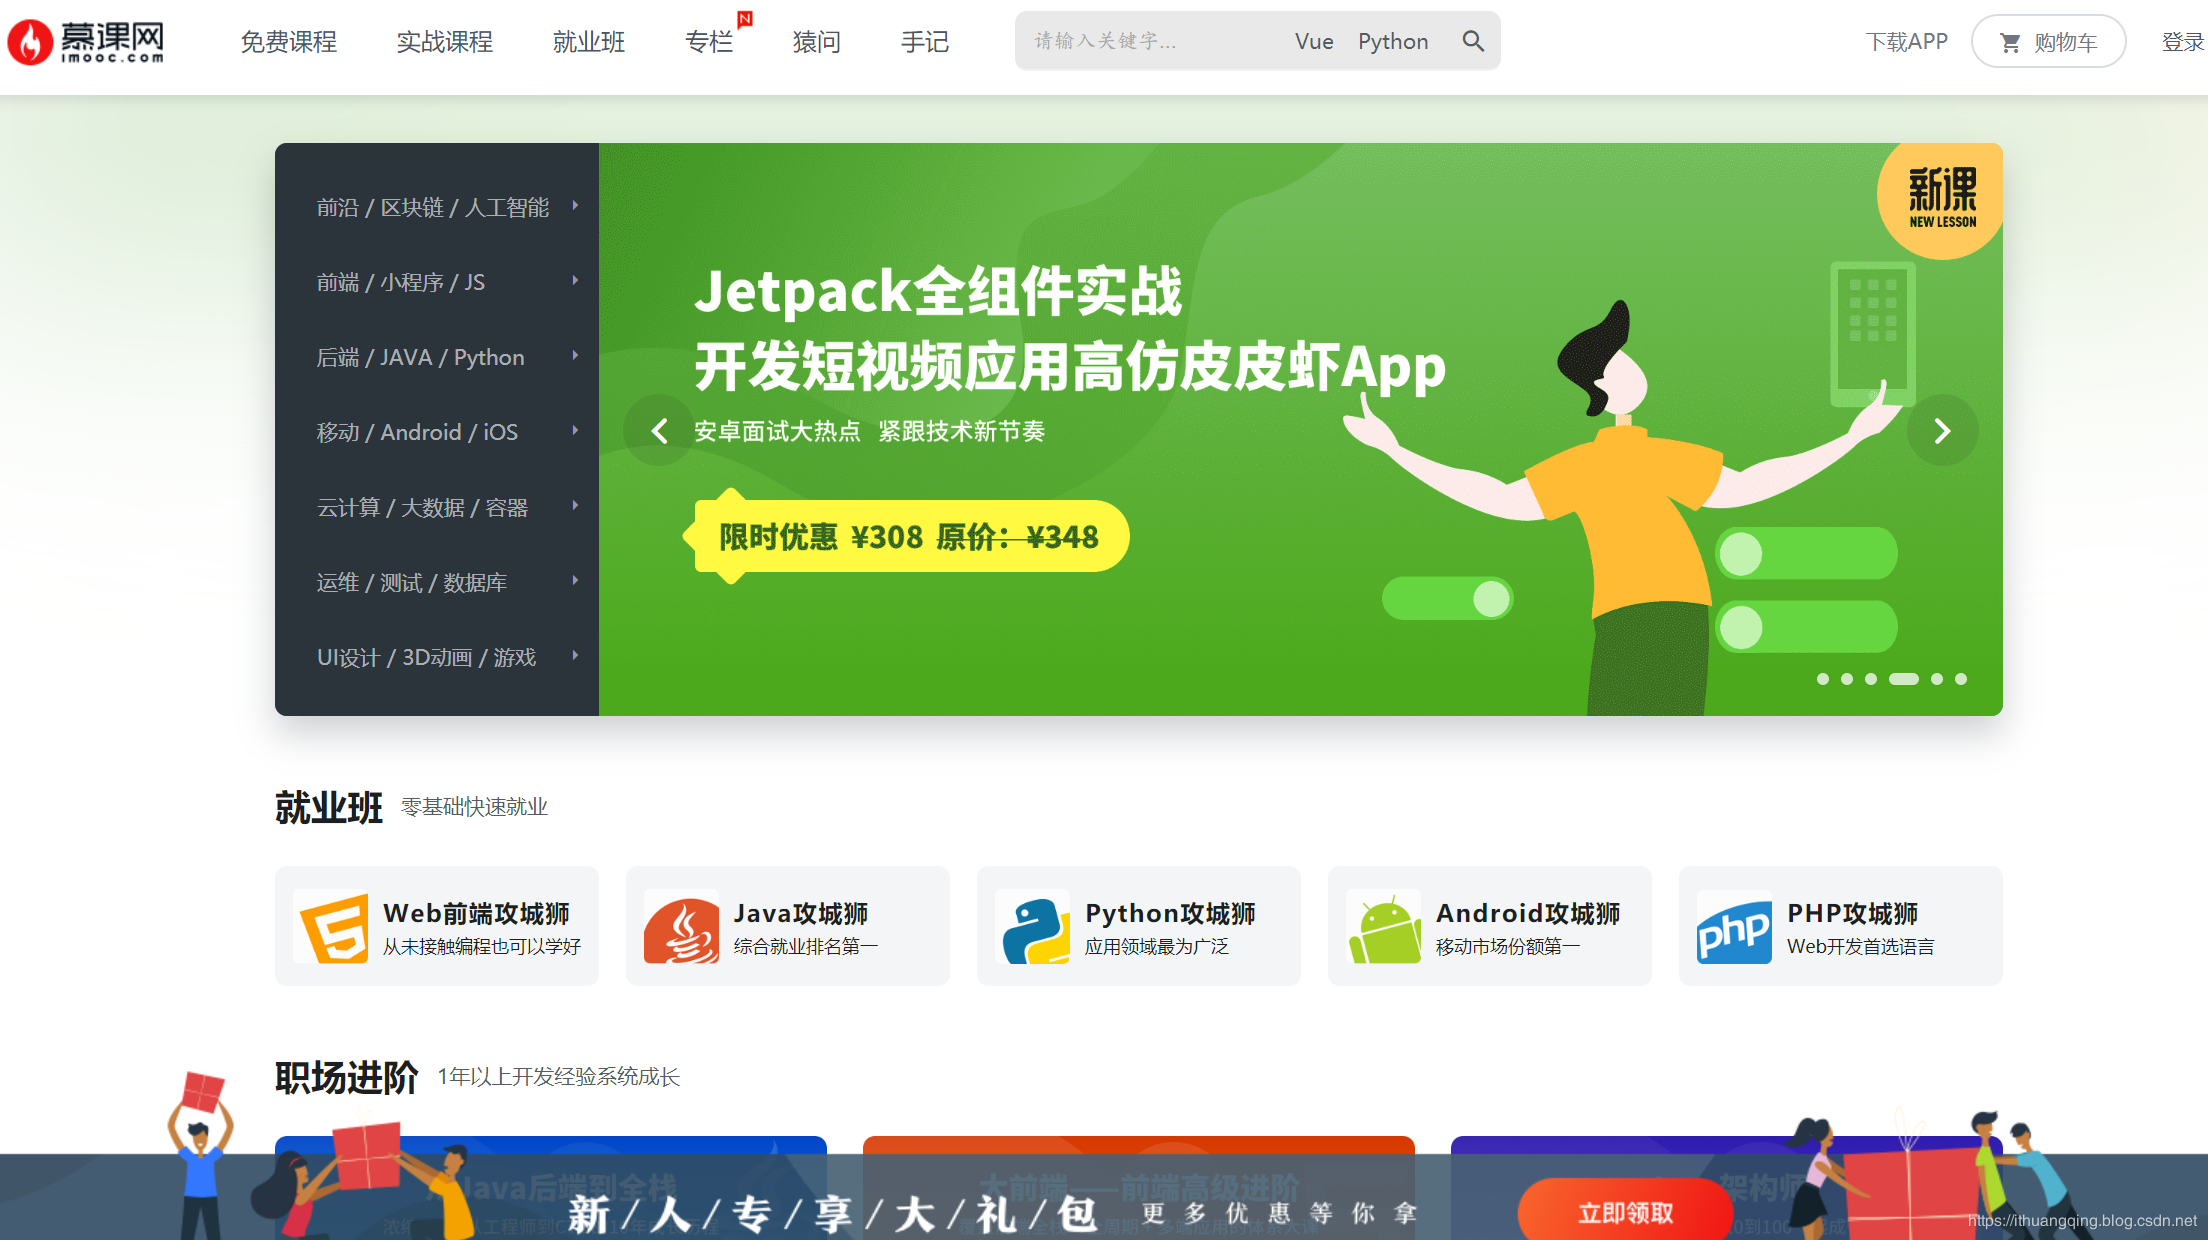 慕课网
imooc.com
免费课程 实战课程 就业班 专栏 N 猿问 手记
请输入关键字... Vue Python
下载APP 购物车 登录
前沿 / 区块链 / 人工智能
前端 / 小程序 / JS
后端 / JAVA / Python
移动 / Android / iOS
云计算 / 大数据 / 容器
运维 / 测试 / 数据库
UI设计 / 3D动画 / 游戏
新课
NEW LESSON
Jetpack全组件实战
开发短视频应用高仿皮皮虾App
安卓面试大热点 紧跟技术新节奏
限时优惠 ¥308 原价：¥348
就业班 零基础快速就业
Web前端攻城狮
从未接触编程也可以学好
Java攻城狮
综合就业排名第一
Python攻城狮
应用领域最为广泛
Android攻城狮
移动市场份额第一
php
PHP攻城狮
Web开发首选语言
职场进阶 1年以上开发经验系统成长
Java后端到全栈
大前端——前端高级进阶
架构师
新/人/专/享/大/礼/包 更多优惠等你拿
立即领取
https://ithuangqing.blog.csdn.net